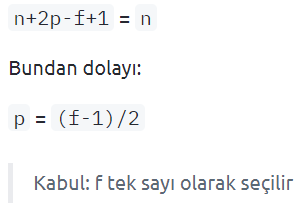 n+2p-f+1 = n
Bundan dolayı:
p = (f-1)/2
Kabul: f tek sayı olarak seçilir